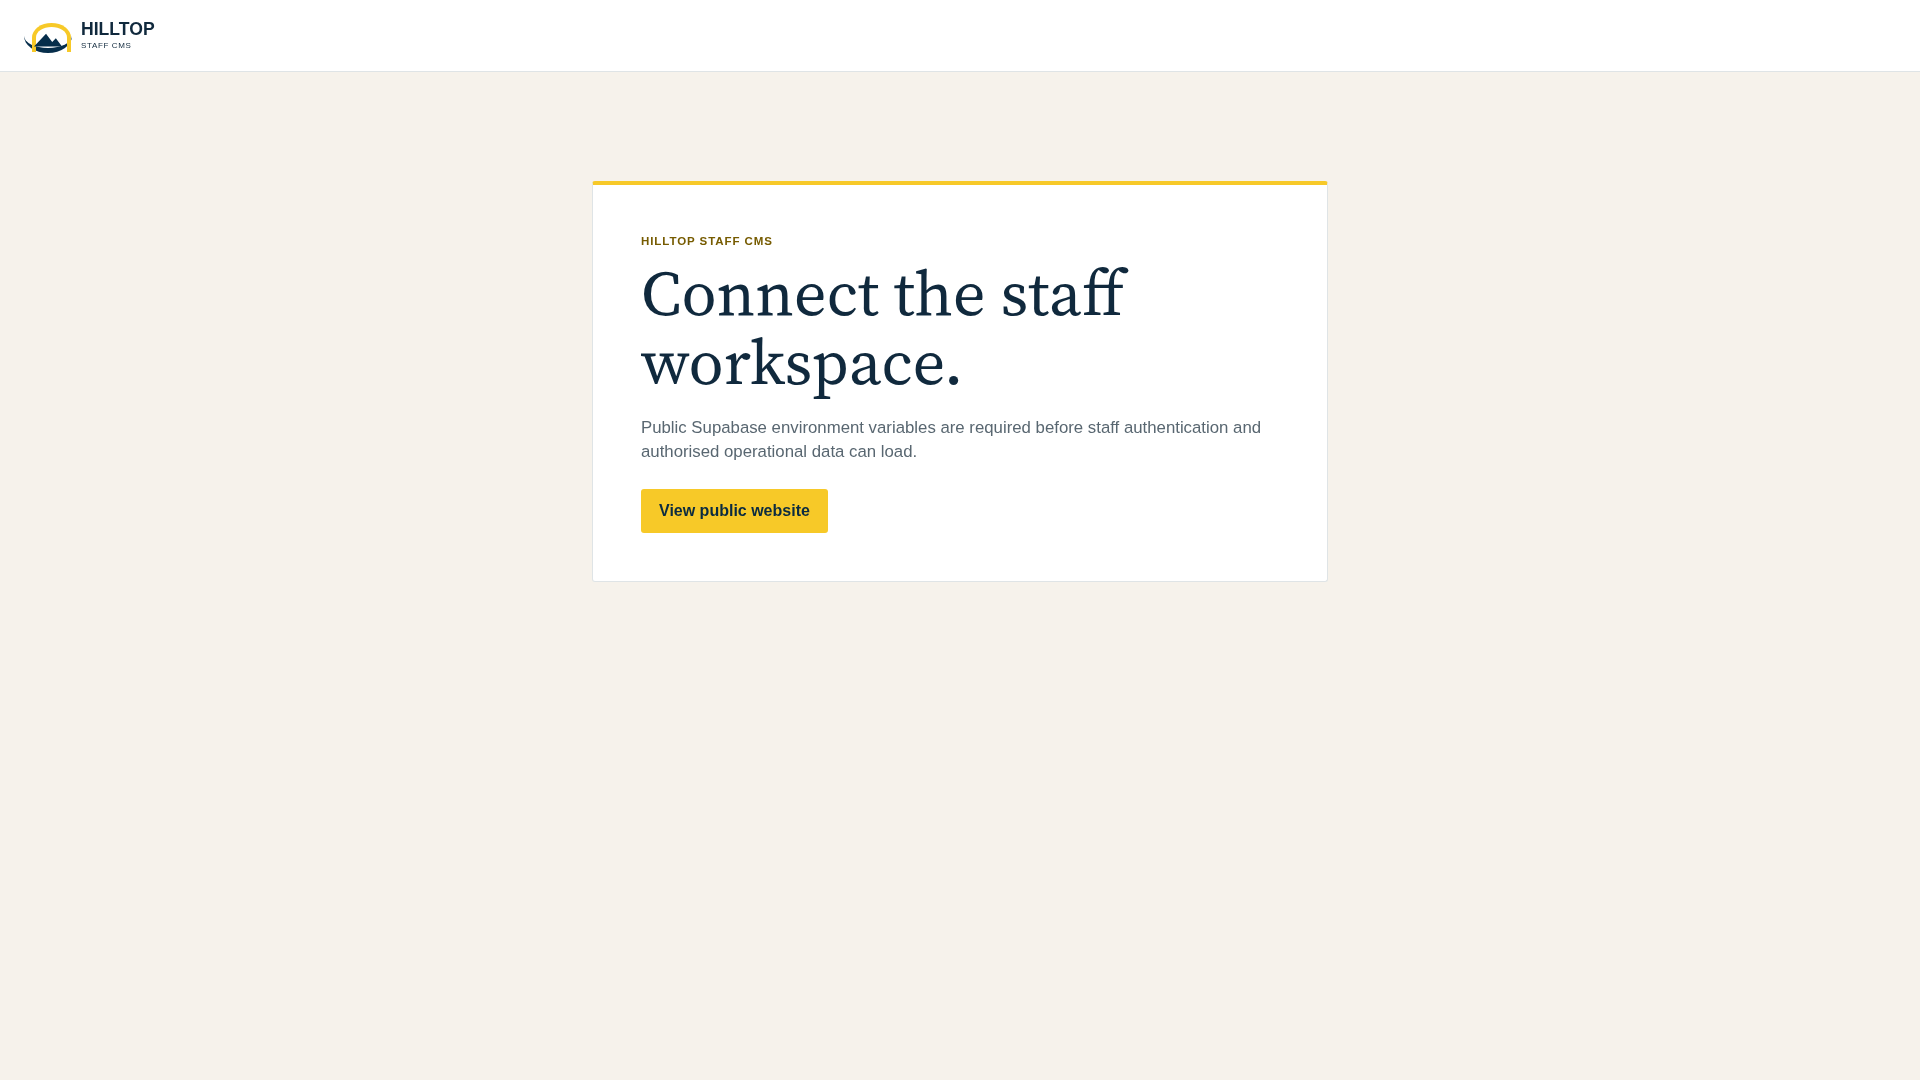 HILLTOP
STAFF CMS
HILLTOP STAFF CMS
Connect the staff
workspace.
Public Supabase environment variables are required before staff authentication and
authorised operational data can load.
View public website